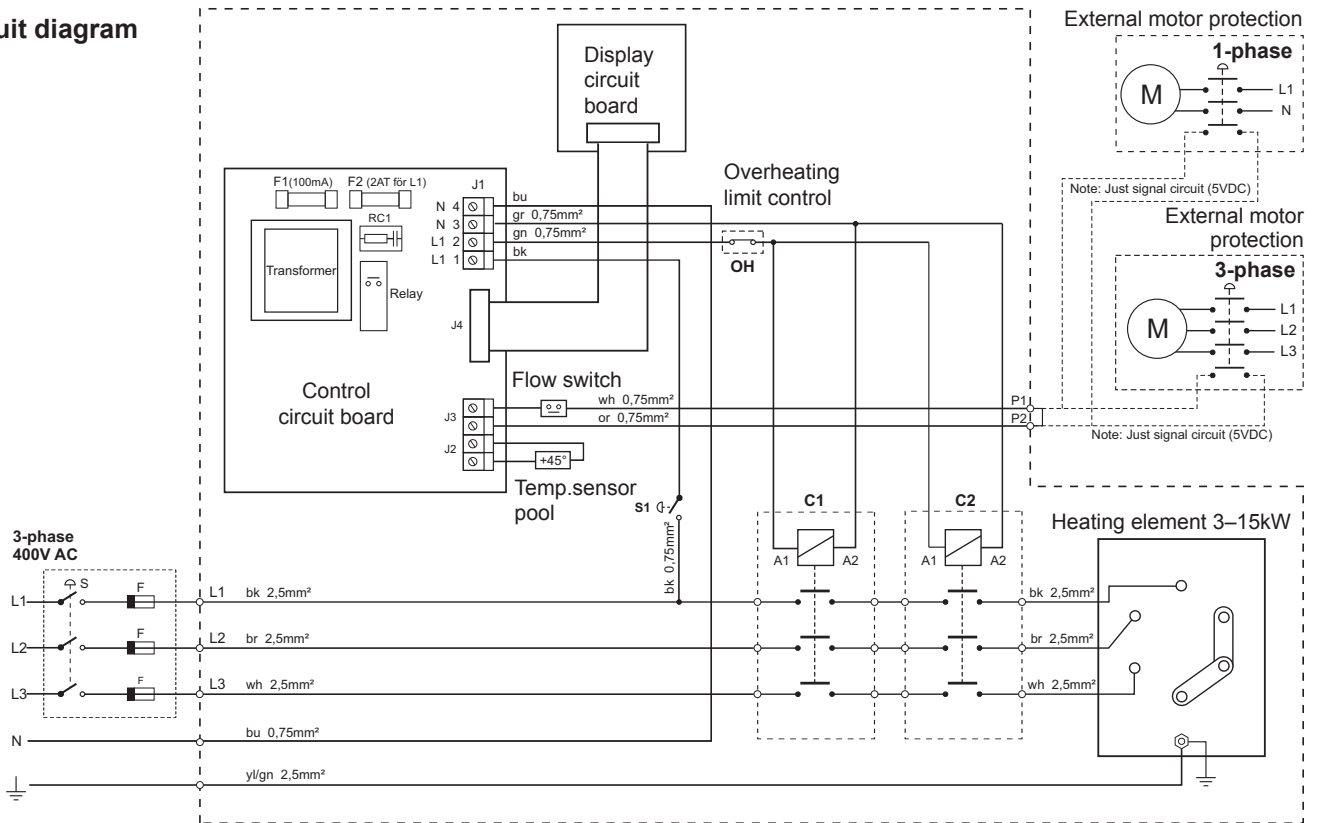 uit diagram
External motor protection
1-phase
M
L1
N
Note: Just signal circuit (5VDC)
External motor
protection
3-phase
M
L1
L2
L3
Note: Just signal circuit (5VDC)
Display
circuit
board
Overheating
limit control
OH
F1(100mA)
F2 (2AT för L1)
J1
RC1
Transformer
Relay
N 4
N 3
L1 2
L1 1
bu
gr 0,75mm²
gn 0,75mm²
bk
J4
Control
circuit board
Flow switch
wh 0,75mm²
or 0,75mm²
P1
P2
J3
J2
+45°
Temp.sensor
pool
S1
bk 0,75mm²
C1
C2
A1
A2
A1
A2
Heating element 3–15kW
3-phase
400V AC
S
F
L1
L1
bk 2,5mm²
bk 2,5mm²
F
L2
L2
br 2,5mm²
br 2,5mm²
F
L3
L3
wh 2,5mm²
wh 2,5mm²
N
bu 0,75mm²
yl/gn 2,5mm²